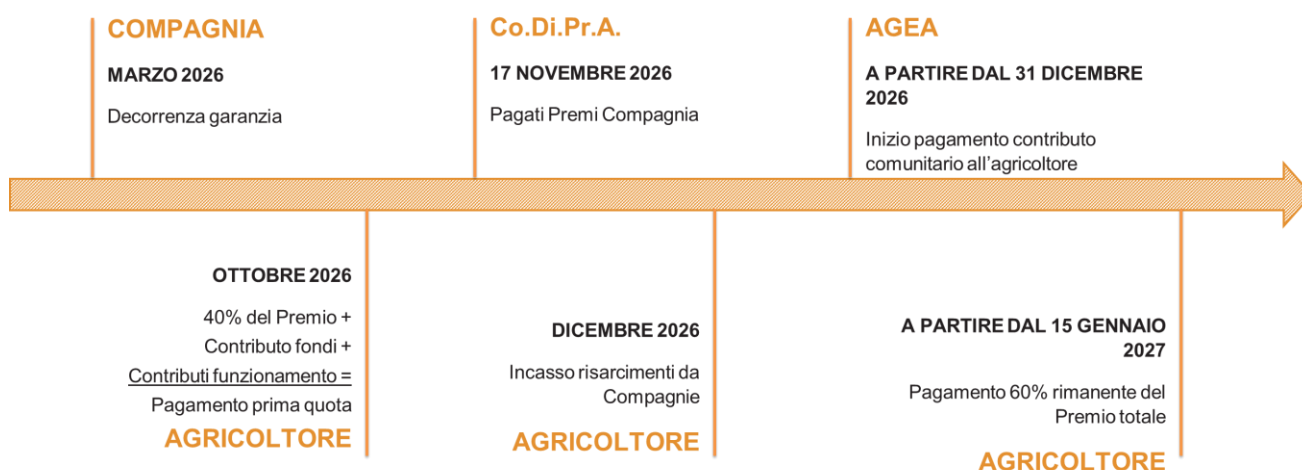 COMPAGNIA
MARZO 2026
Decorrenza garanzia
Co.Di.Pr.A.
17 NOVEMBRE 2026
Pagati Premi Compagnia
AGEA
A PARTIRE DAL 31 DICEMBRE
2026
Inizio pagamento contributo
comunitario all'agricoltore
OTTOBRE 2026
40% del Premio +
Contributo fondi +
Contributi funzionamento =
Pagamento prima quota
AGRICOLTORE
DICEMBRE 2026
Incasso risarcimenti da
Compagnie
AGRICOLTORE
A PARTIRE DAL 15 GENNAIO
2027
Pagamento 60% rimanente del
Premio totale
AGRICOLTORE